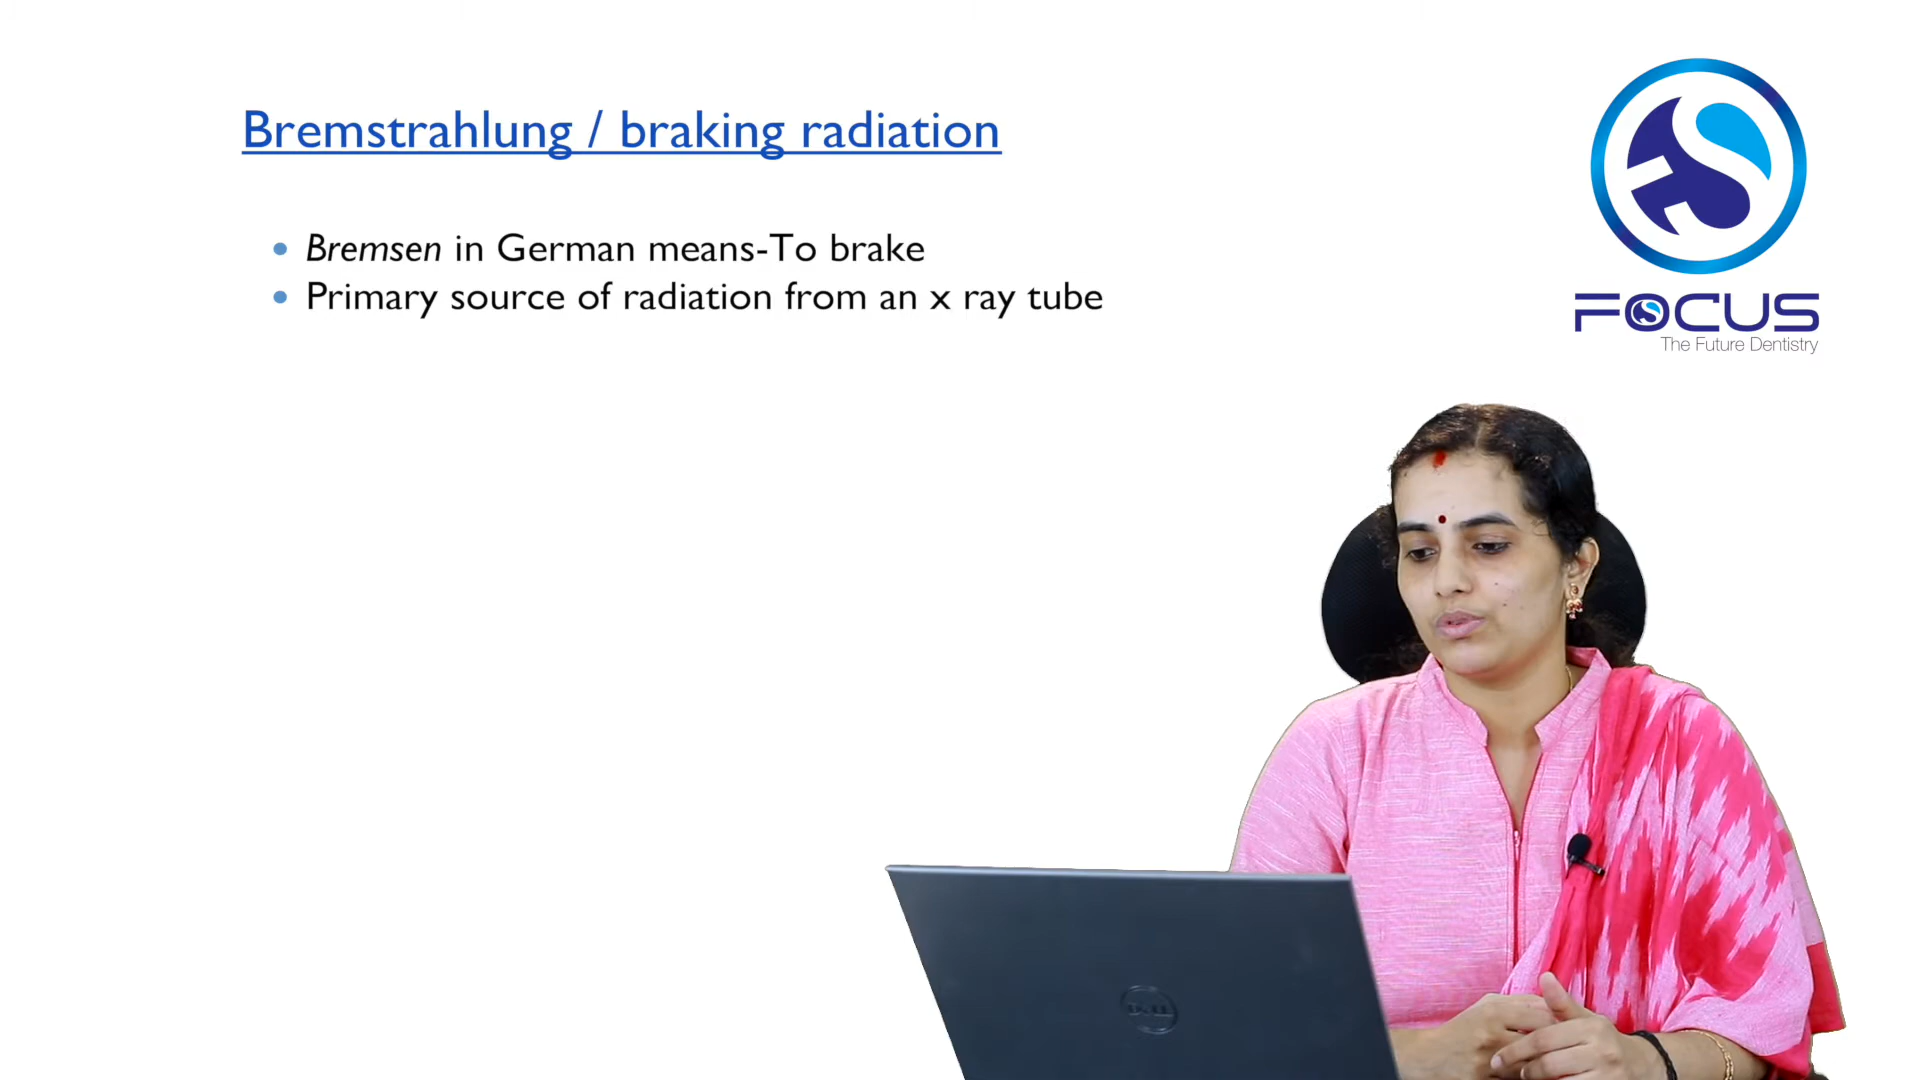 Bremstrahlung / braking radiation
Bremsen in German means-To brake
Primary source of radiation from an x ray tube
FOCUS
The Future Dentistry
DELL